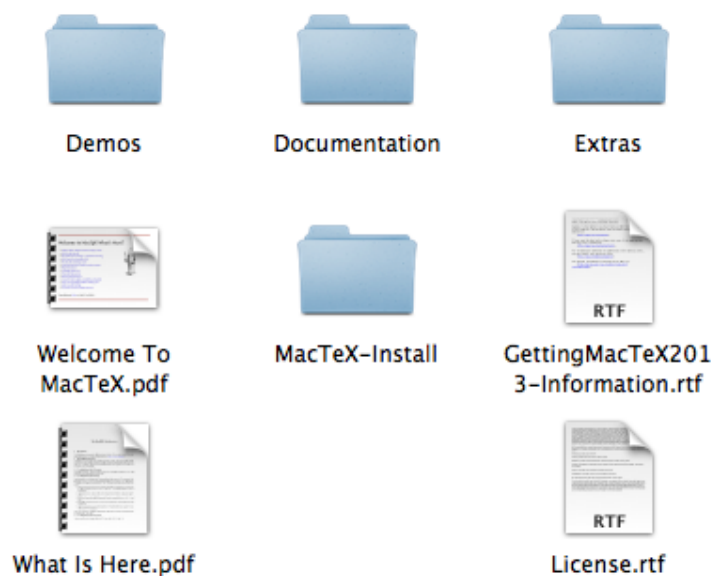 Demos
Documentation
Extras
Welcome To
MacTeX.pdf
MacTeX-Install
RTF
GettingMacTeX201
3-Information.rtf
What Is Here.pdf
RTF
License.rtf